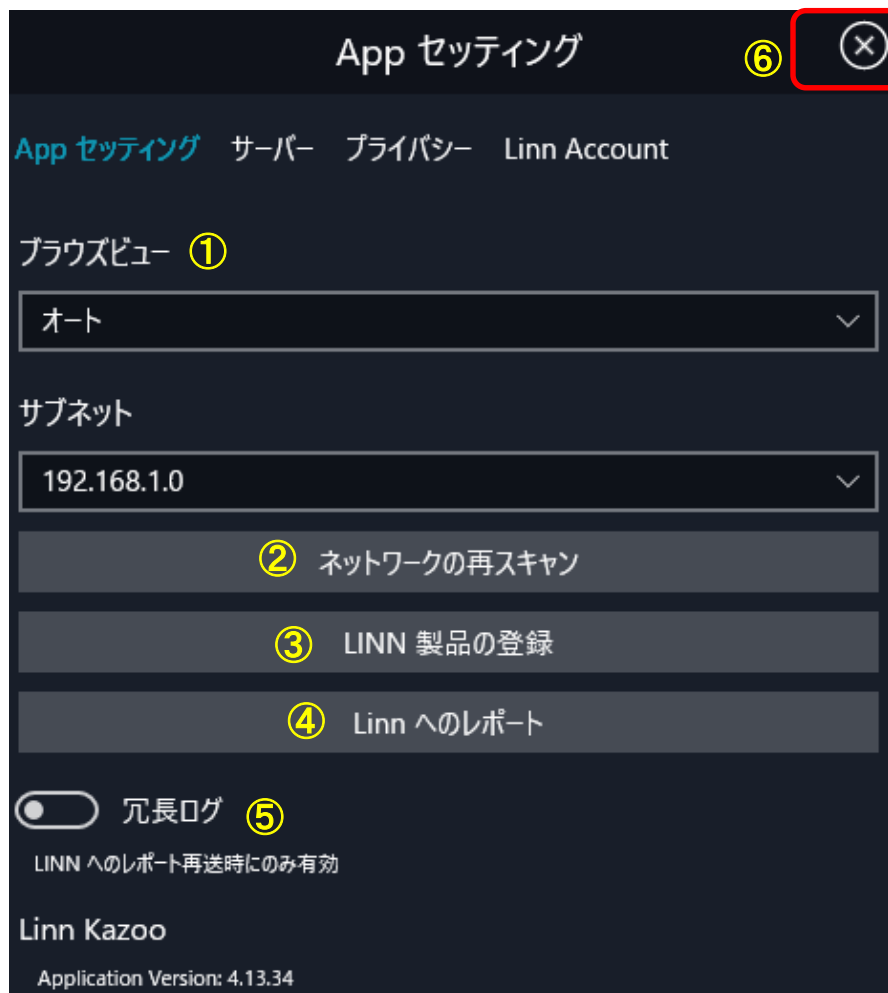 App セッティング ⑥
App セッティング サーバー プライバシー Linn Account
ブラウズビュー ①
オート
サブネット
192.168.1.0
② ネットワークの再スキャン
③ LINN 製品の登録
④ Linn へのレポート
冗長ログ ⑤
LINN へのレポート再送時にのみ有効
Linn Kazoo
Application Version: 4.13.34